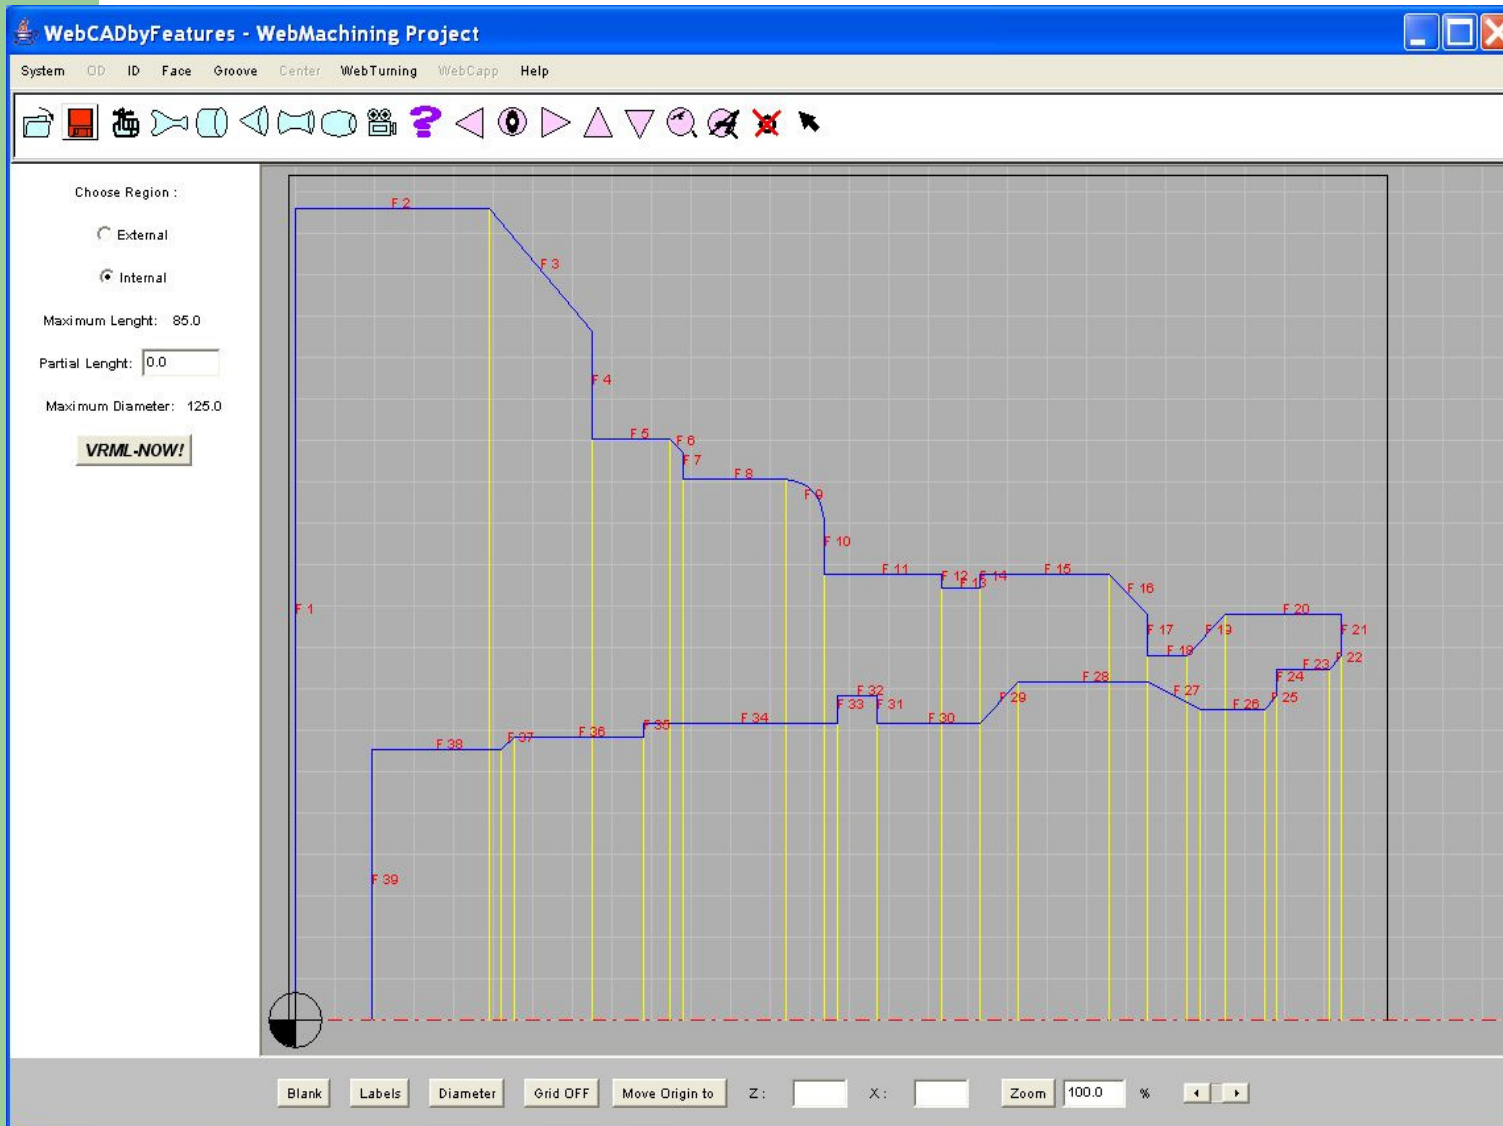 WebCADbyFeatures - WebMachining Project
System OD ID Face Groove Center WebTurning WebCapp Help
Choose Region :
External
Internal
Maximum Lenght: 85.0
Partial Lenght: 0.0
Maximum Diameter: 125.0
VRML-NOW!
F 2
F 3
F 4
F 5 F 6
F 7
F 8
F 9
F 10
F 11 F 12 F 13 F 14 F 15
F 16
F 1
F 17 F 18 F 19 F 20 F 21
F 22
F 23
F 24
F 25
F 26
F 27
F 28
F 29
F 30
F 31
F 32
F 33
F 34
F 35
F 36
F 37
F 38
F 39
Blank Labels Diameter Grid OFF Move Origin to Z : X : Zoom 100.0 %